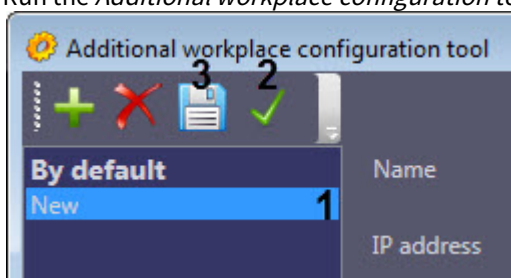 Run the Additional workplace configuration to
Additional workplace configuration tool
3 2
By default
Name
New 1
IP address